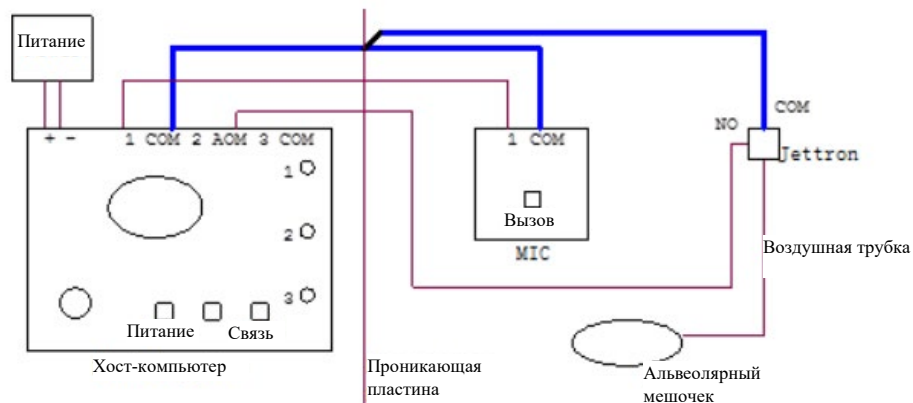 Питание
+ -
1 COM 2 AOM 3 COM
1
2
3
Питание
Связь
Хост-компьютер
Проникающая
пластина
1 COM
Вызов
MIC
COM
NO
Jettron
Воздушная трубка
Альвеолярный
мешочек